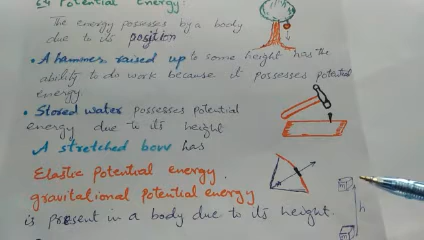 Potential Energy:
The energy possesses by a body
due to its position
• A hammer raised up to some height has the
ability to do work because it possesses potential
energy
• Stored water possesses potential
energy due to its height
A stretched bow has
Elastic potential energy.
gravitational potential energy
is present in a body due to its height.
m
h
m